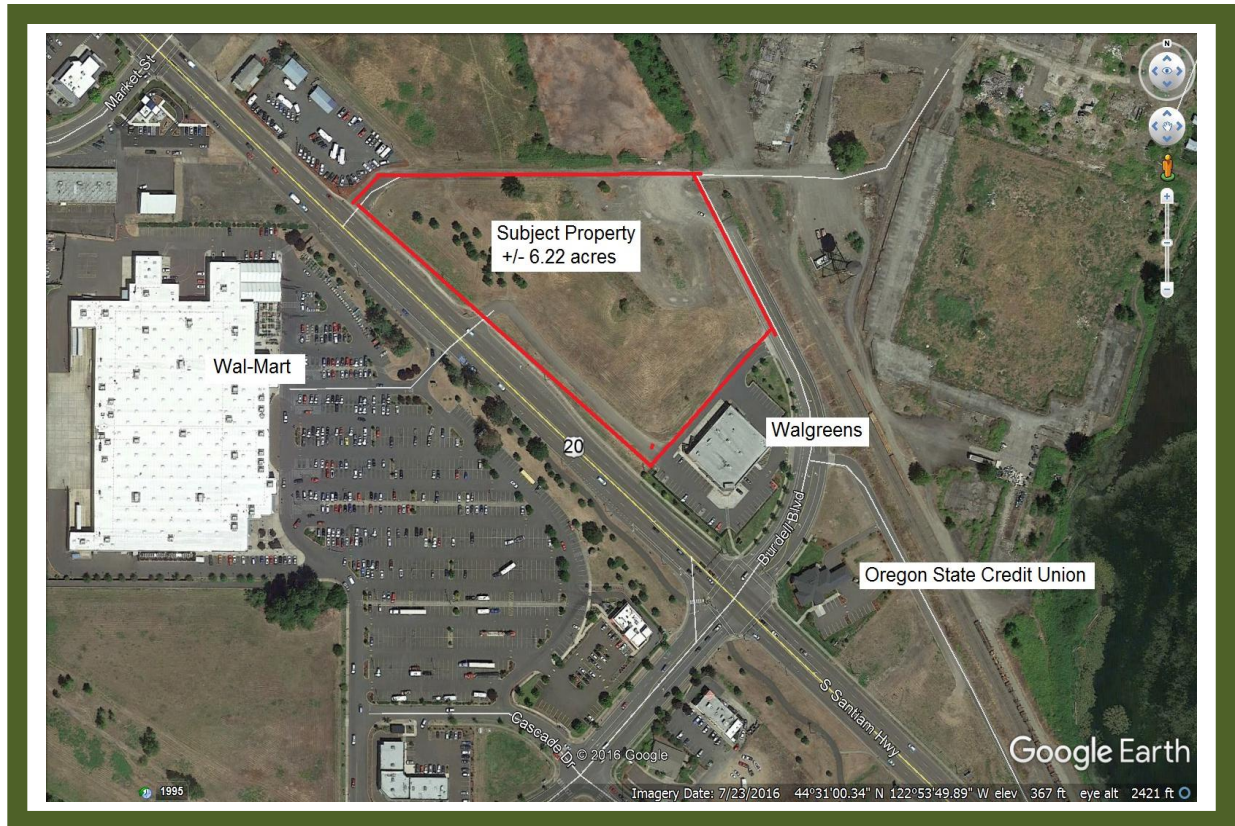 Market St
N
Subject Property
+/- 6.22 acres
Wal-Mart
20
Walgreens
Burdell Blvd
Oregon State Credit Union
S Santiam Hwy
Cascade Dr
© 2016 Google
Google Earth
1995
Imagery Date: 7/23/2016 44°31'00.34" N 122°53'49.89" W elev 367 ft eye alt 2421 ft